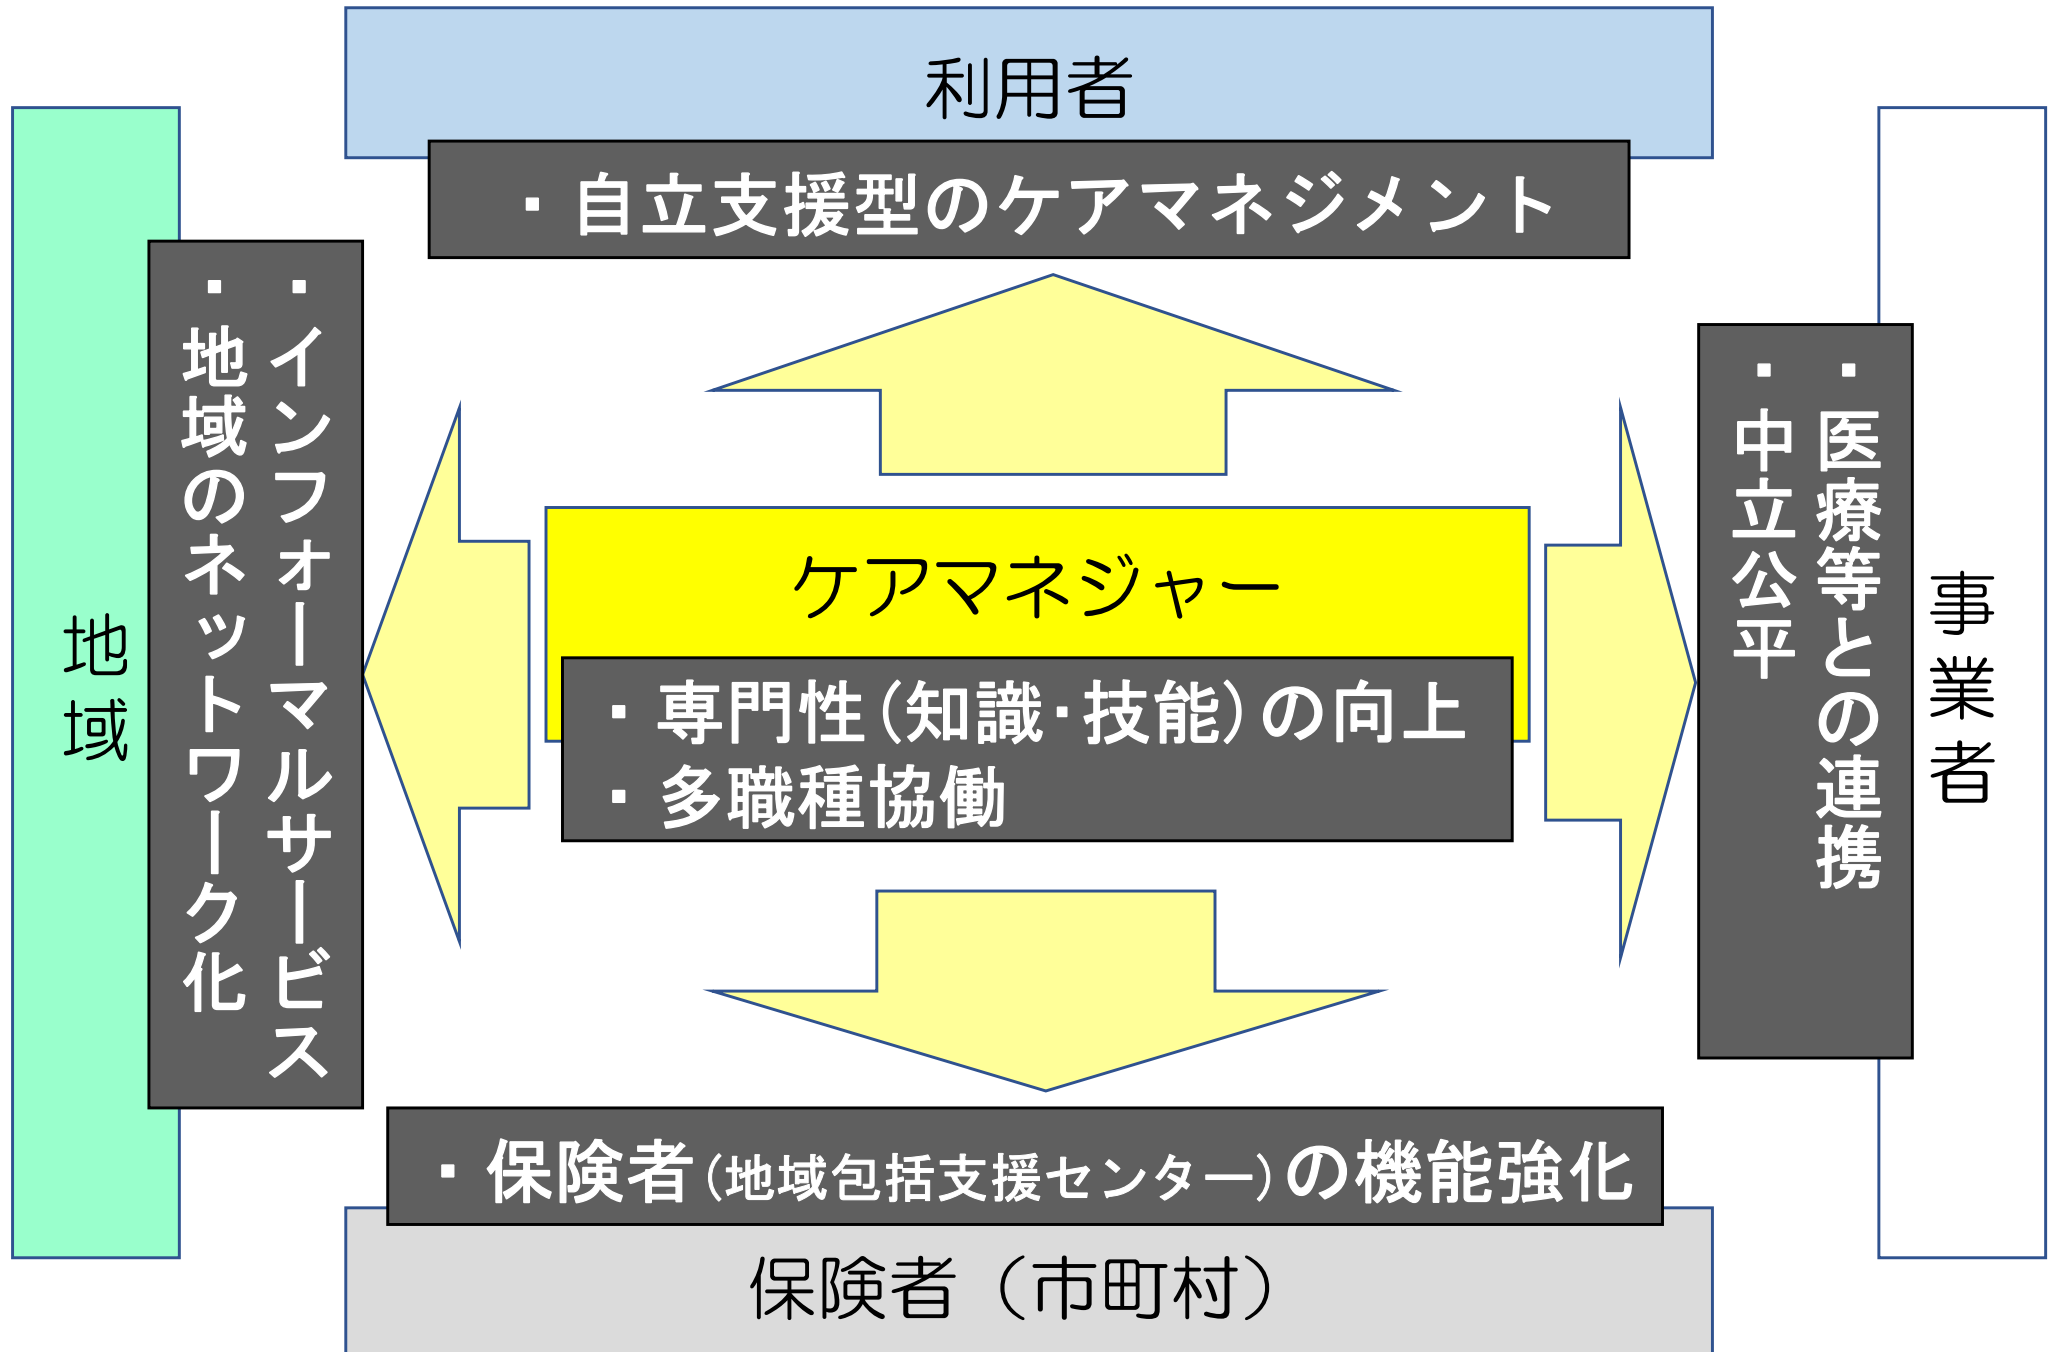 利用者
・自立支援型のケアマネジメント
地域
・インフォーマルサービス
・地域のネットワーク化
ケアマネジャー
・専門性(知識・技能)の向上
・多職種協働
・医療等との連携
・中立公平
事業者
・保険者(地域包括支援センター)の機能強化
保険者（市町村）